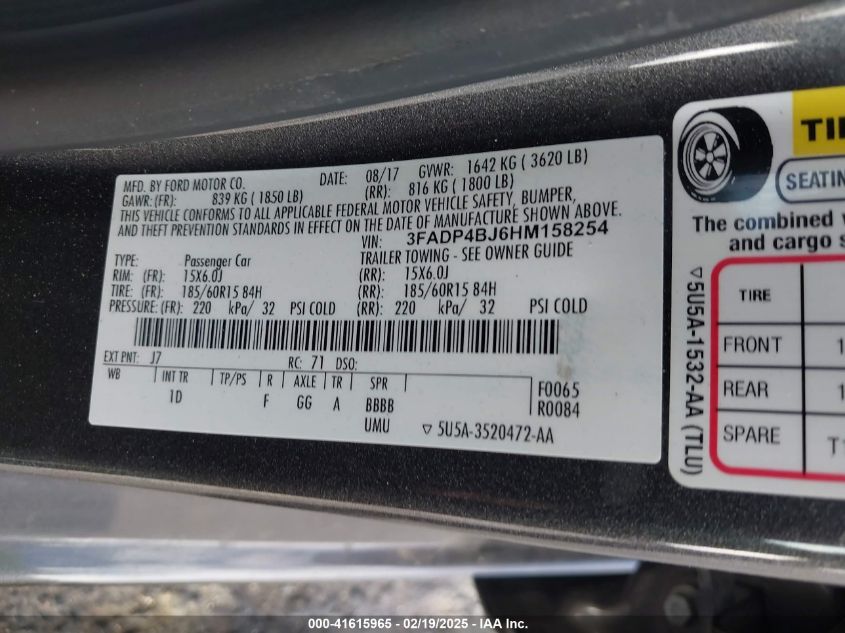 MFD. BY FORD MOTOR CO. DATE: 08/17 GVWR: 1642 KG ( 3620 LB)
GAWR: (FR): 839 KG ( 1850 LB) (RR): 816 KG ( 1800 LB)
THIS VEHICLE CONFORMS TO ALL APPLICABLE FEDERAL MOTOR VEHICLE SAFETY, BUMPER,
AND THEFT PREVENTION STANDARDS IN EFFECT ON THE DATE OF MANUFACTURE SHOWN ABOVE.
VIN: 3FADP4BJ6HM158254
TRAILER TOWING - SEE OWNER GUIDE
TYPE: Passenger Car
RIM: (FR): 15X6.0J (RR): 15X6.0J
TIRE: (FR): 185/60R15 84H (RR): 185/60R15 84H
PRESSURE: (FR): 220 kPa/ 32 PSI COLD (RR): 220 kPa/ 32 PSI COLD
EXT PNT: J7 RC: 71 DSO:
WB INT TR TP/PS R AXLE TR SPR
1D F GG A BBBB
UMU
F0065
R0084
▽ 5U5A-3520472-AA
SEATIN
The combined
and cargo s
TIRE
FRONT 1
REAR 1
SPARE T1
▽5U5A-1532-AA (TLU)
000-41615965 - 02/19/2025 - IAA Inc.